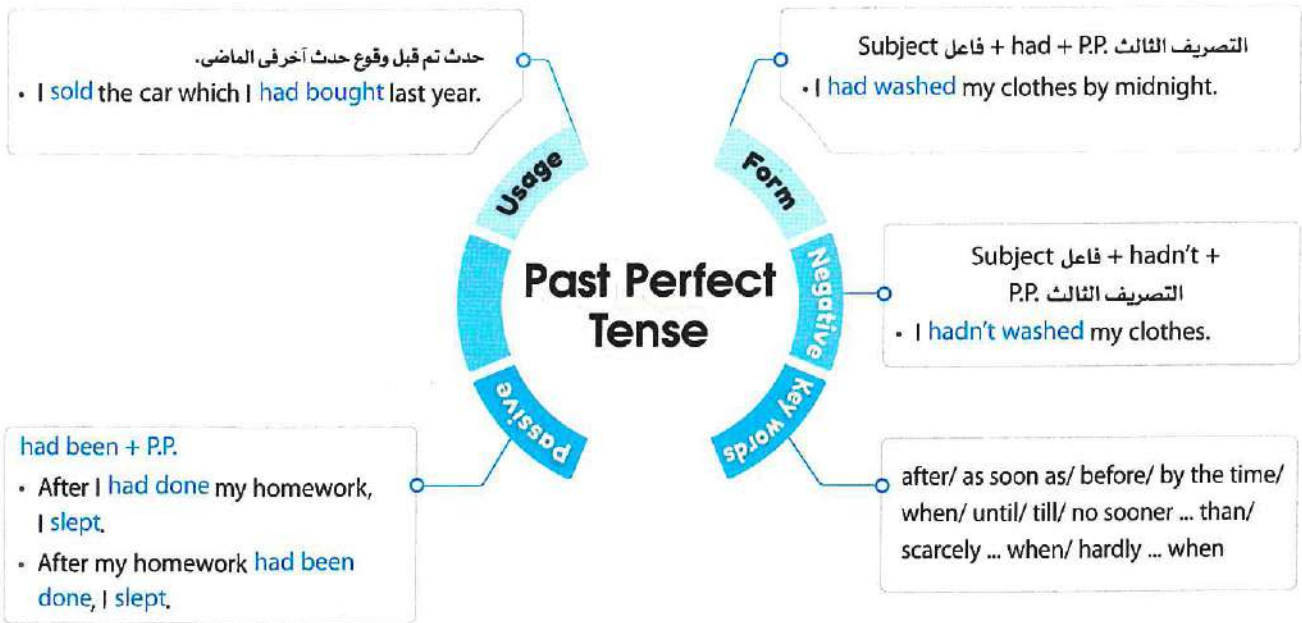 حدث تم قبل وقوع حدث آخر فى الماضى.
• I sold the car which I had bought last year.
Usage
Subject فاعل + had + P.P. التصريف الثالث
• I had washed my clothes by midnight.
Form
Past Perfect
Tense
Negative
Subject فاعل + hadn't +
P.P. التصريف الثالث
• I hadn't washed my clothes.
Passive
had been + P.P.
• After I had done my homework,
I slept.
• After my homework had been
done, I slept.
Key words
after/ as soon as/ before/ by the time/
when/ until/ till/ no sooner ... than/
scarcely ... when/ hardly ... when